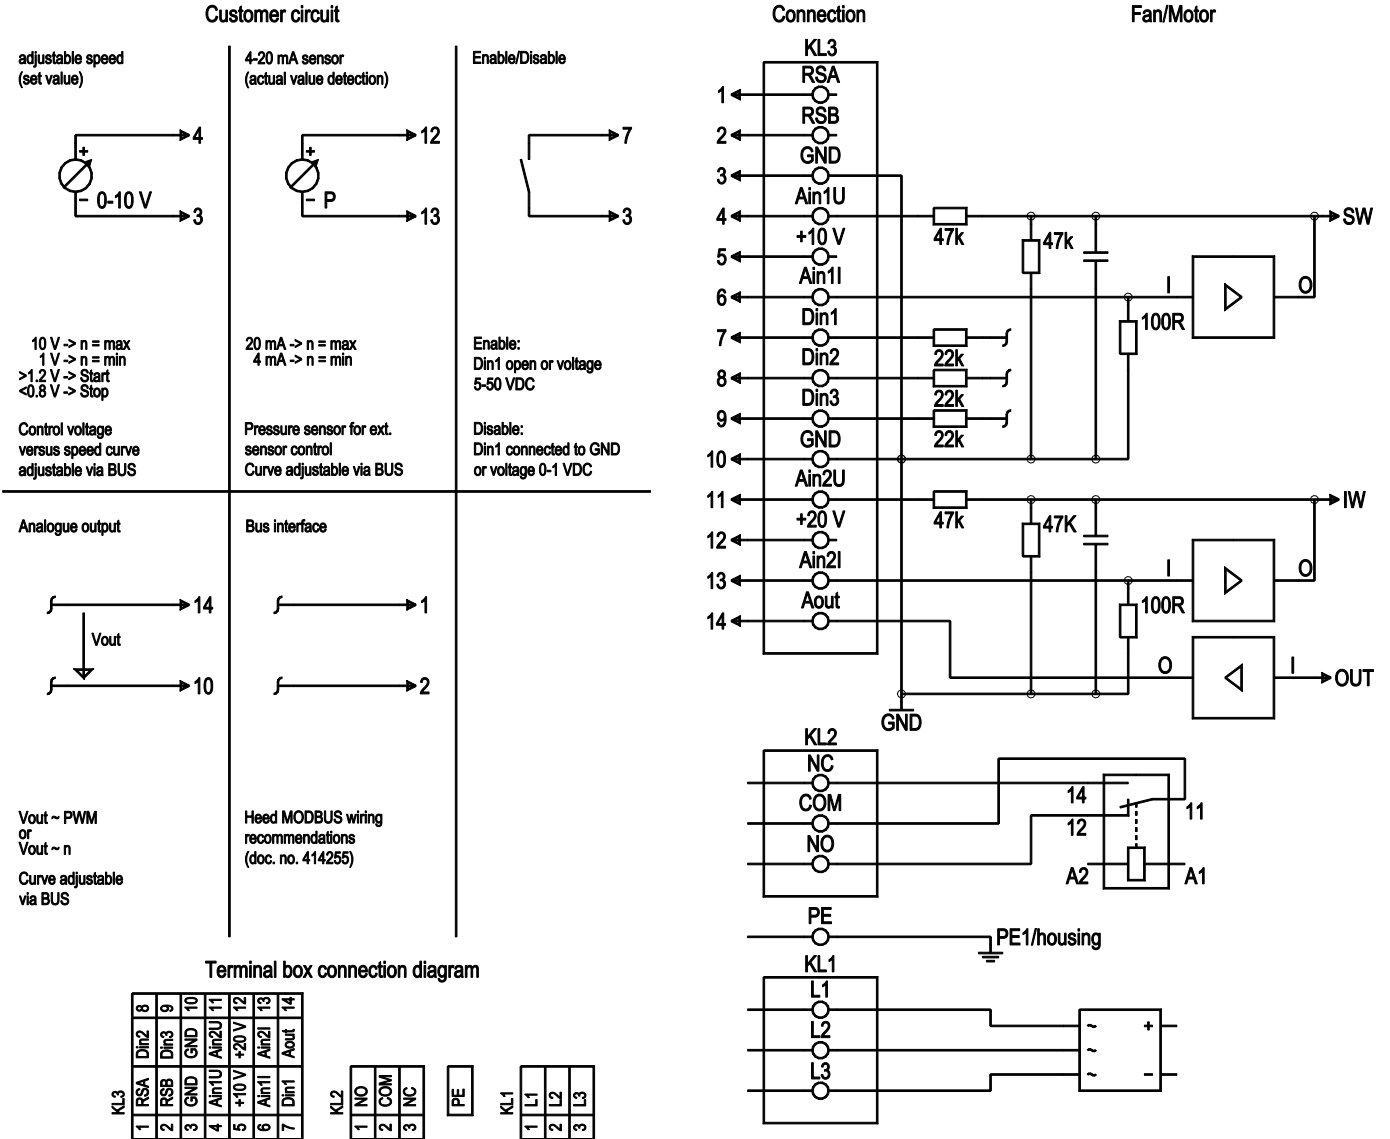 Customer circuit
adjustable speed
(set value)
4
+
-
0-10 V
3
10 V -> n = max
1 V -> n = min
>1.2 V -> Start
<0.8 V -> Stop
Control voltage
versus speed curve
adjustable via BUS
4-20 mA sensor
(actual value detection)
12
+
-
P
13
20 mA -> n = max
4 mA -> n = min
Pressure sensor for ext.
sensor control
Curve adjustable via BUS
Enable/Disable
7
3
Enable:
Din1 open or voltage
5-50 VDC
Disable:
Din1 connected to GND
or voltage 0-1 VDC
Analogue output
14
Vout
10
Vout ~ PWM
or
Vout ~ n
Curve adjustable
via BUS
Bus interface
1
2
Heed MODBUS wiring
recommendations
(doc. no. 414255)
Connection
Fan/Motor
KL3
1 RSA
2 RSB
3 GND
4 Ain1U
47k
47k
SW
5 +10 V
6 Ain1I
I
O
100R
7 Din1
22k
8 Din2
22k
9 Din3
22k
10 GND
11 Ain2U
47k
47K
IW
12 +20 V
13 Ain2I
I
O
100R
14 Aout
O
I
OUT
GND
KL2
NC
COM
NO
14
12
11
A2
A1
PE
PE1/housing
KL1
L1
L2
L3
~
~
~
+
-
Terminal box connection diagram
KL3
8 9 10 11 12 13 14
Din2 Din3 GND Ain2U +20 V Ain2I Aout
RSA RSB GND Ain1U +10 V Ain1I Din1
1 2 3 4 5 6 7
KL2
NO COM NC
1 2 3
PE
KL1
L1 L2 L3
1 2 3